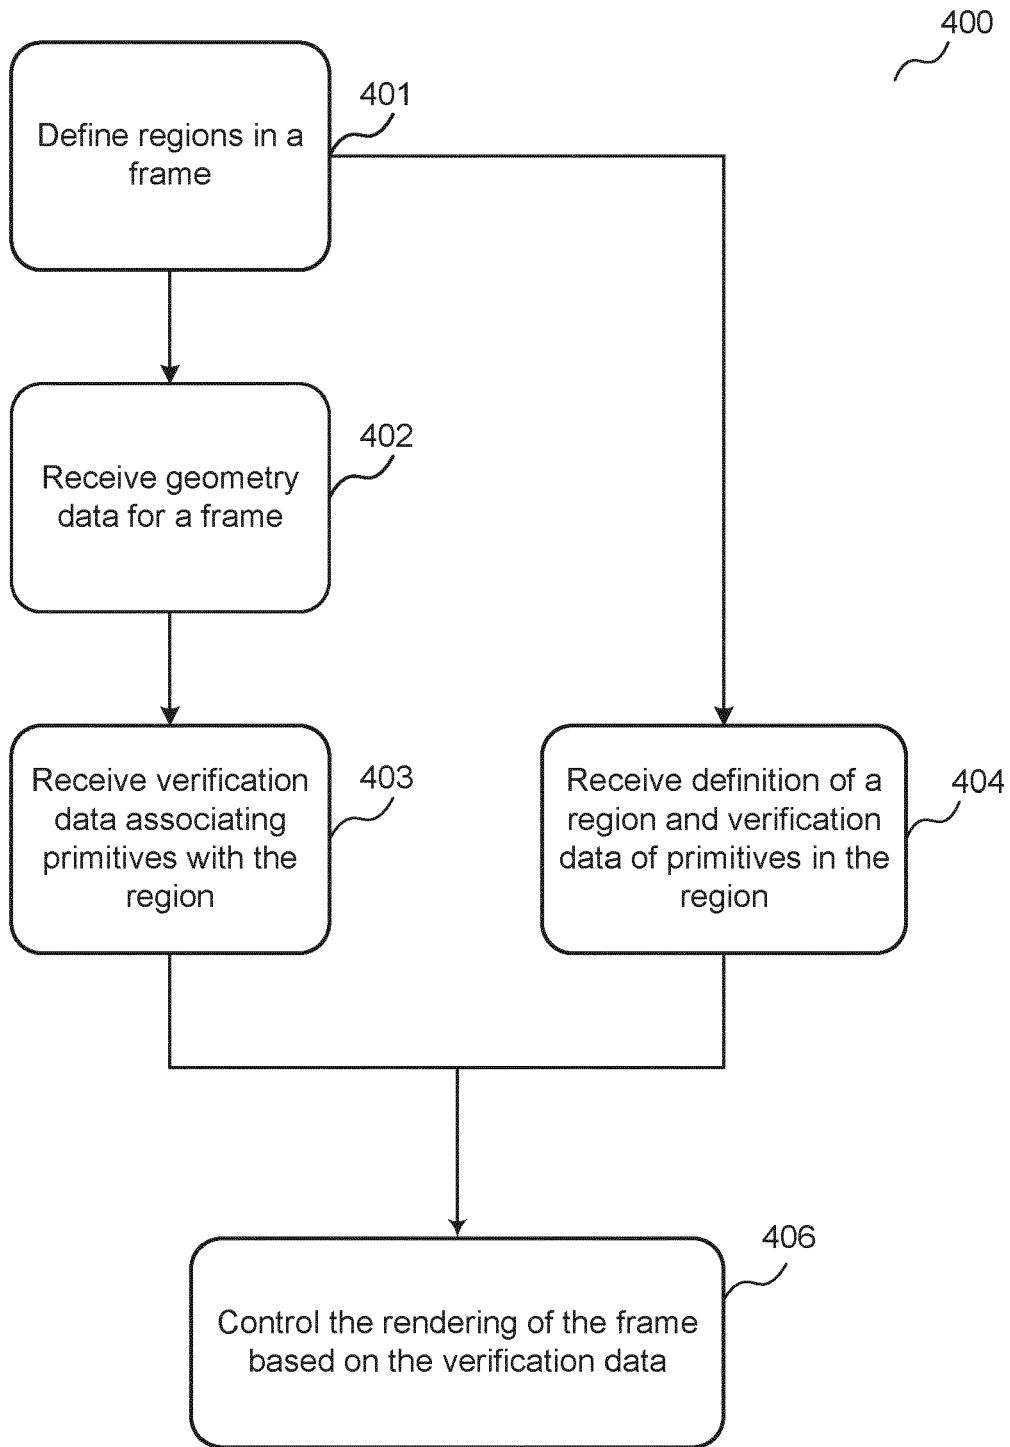 400
401
Define regions in a
frame
402
Receive geometry
data for a frame
403
Receive verification
data associating
primitives with the
region
404
Receive definition of a
region and verification
data of primitives in the
region
406
Control the rendering of the frame
based on the verification data